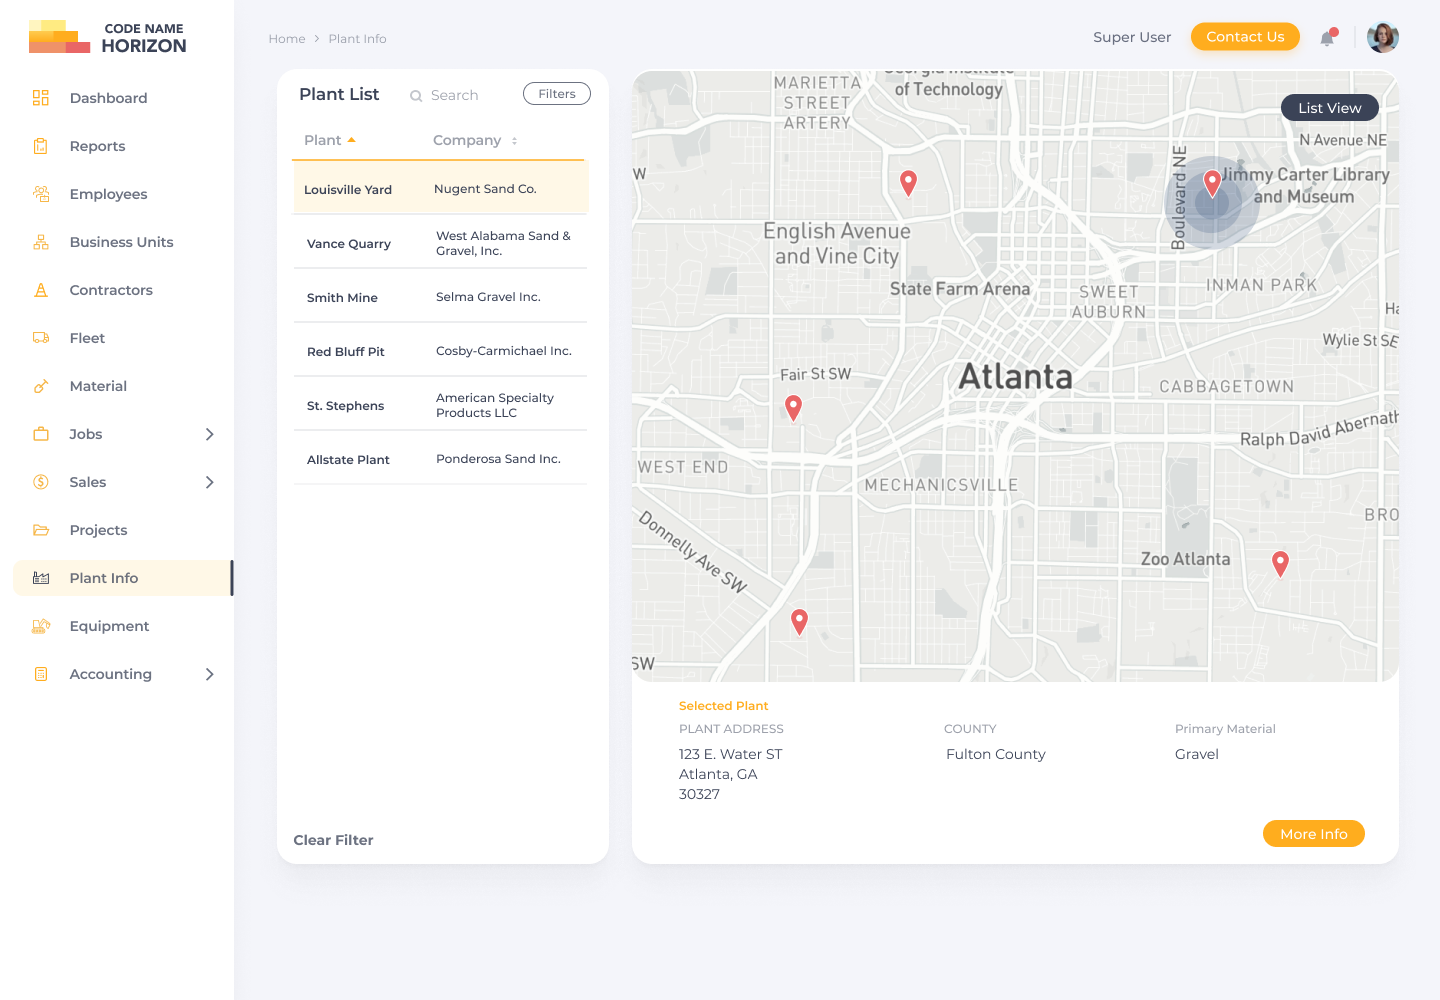 CODE NAME
HORIZON
Dashboard
Reports
Employees
Business Units
Contractors
Fleet
Material
Jobs
Sales
Projects
Plant Info
Equipment
Accounting
Home > Plant Info
Super User
Contact Us
Plant List
Search
Filters
Plant
Company
Louisville Yard
Nugent Sand Co.
Vance Quarry
West Alabama Sand &
Gravel, Inc.
Smith Mine
Selma Gravel Inc.
Red Bluff Pit
Cosby-Carmichael Inc.
St. Stephens
American Specialty
Products LLC
Allstate Plant
Ponderosa Sand Inc.
Clear Filter
List View
Georgia Institute
of Technology
MARIETTA
STREET
ARTERY
N Avenue NE
W
Boulevard NE
Jimmy Carter Library
and Museum
English Avenue
and Vine City
State Farm Arena
SWEET
AUBURN
INMAN PARK
Ha
Wylie St SE
Fair St SW
Atlanta
CABBAGETOWN
Ralph David Abernath
WEST END
MECHANICSVILLE
BRO
Donnelly Ave SW
Zoo Atlanta
SW
Selected Plant
PLANT ADDRESS
123 E. Water ST
Atlanta, GA
30327
COUNTY
Fulton County
Primary Material
Gravel
More Info